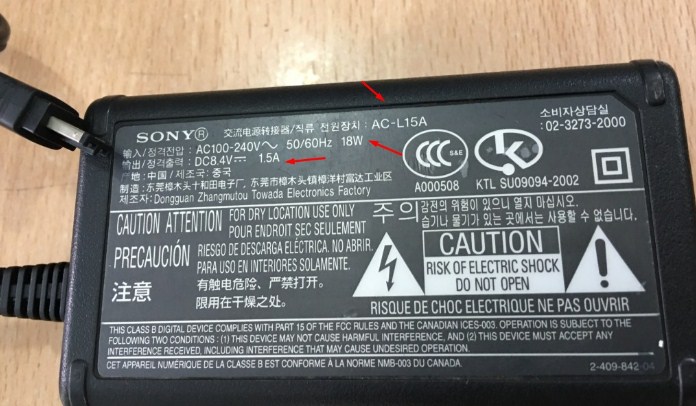 SONY® 交流电源转接器/직류 전원장치: AC-L15A
输入/정격전압: AC100-240V～ 50/60Hz 18W
输出/정격출력: DC8.4V⎓ 1.5A
地: 中国/제조국: 중국
制造: 东莞樟木头十和田电子厂, 东莞市樟木头镇樟洋村富达工业区
제조자: Dongguan Zhangmutou Towada Electronics Factory
CCC S&E
A000508
K
KTL SU09094-2002
소비자상담실
: 02-3273-2000
CAUTION ATTENTION FOR DRY LOCATION USE ONLY
POUR ENDROIT SEC SEULEMENT
PRECAUCIÓN RIESGO DE DESCARGA ELÉCTRICA. NO ABRIR.
PARA USO EN INTERIORES SOLAMENTE.
注意 有触电危险、严禁打开。
限用在干燥之处。
주의 감전의 위험이 있으니 열지 마십시오.
습기나 물기가 있는 곳에서는 사용할 수 없습니다.
CAUTION
RISK OF ELECTRIC SHOCK
DO NOT OPEN
RISQUE DE CHOC ELECTRIQUE NE PAS OUVRIR
THIS CLASS B DIGITAL DEVICE COMPLIES WITH PART 15 OF THE FCC RULES AND THE CANADIAN ICES-003. OPERATION IS SUBJECT TO THE
FOLLOWING TWO CONDITIONS : (1) THIS DEVICE MAY NOT CAUSE HARMFUL INTERFERENCE, AND (2) THIS DEVICE MUST ACCEPT ANY
INTERFERENCE RECEIVED, INCLUDING INTERFERENCE THAT MAY CAUSE UNDESIRED OPERATION.
CET APPAREIL NUMÉRIQUE DE LA CLASSE B EST CONFORME À LA NORME NMB-003 DU CANADA.
2-409-842-04